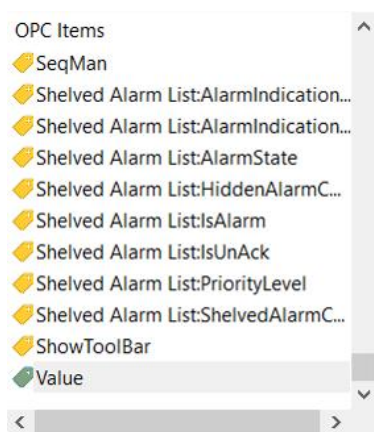 OPC Items
SeqMan
Shelved Alarm List:AlarmIndication...
Shelved Alarm List:AlarmIndication...
Shelved Alarm List:AlarmState
Shelved Alarm List:HiddenAlarmC...
Shelved Alarm List:IsAlarm
Shelved Alarm List:IsUnAck
Shelved Alarm List:PriorityLevel
Shelved Alarm List:ShelvedAlarmC...
ShowToolBar
Value